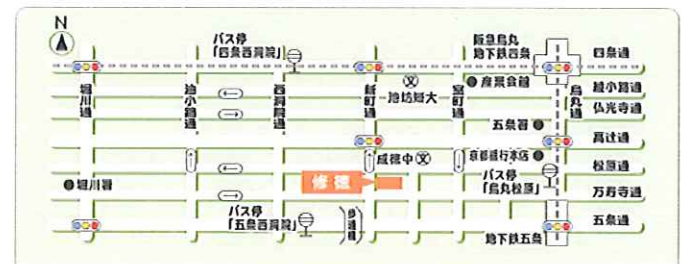 N
バス停
「四条西洞院」
阪急烏丸
地下鉄四条
四条通
産業会館
綾小路通
堀川通
油小路通
西洞院通
新町通
池坊短大
室町通
烏丸通
仏光寺通
五条署
高辻通
成徳中
京都銀行本店
松原通
修徳
バス停
「烏丸松原」
堀川署
万寿寺通
バス停
「五条西洞院」
歩道橋
五条通
地下鉄五条